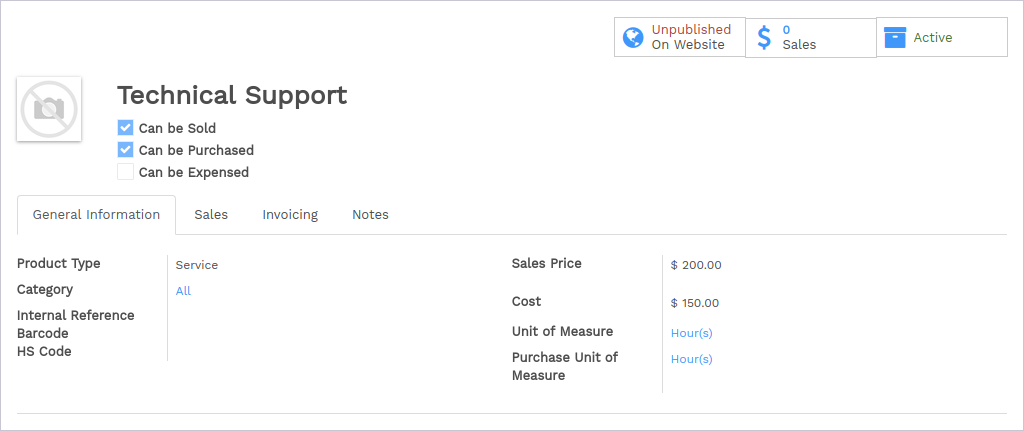 Unpublished
On Website
0
Sales
Active
Technical Support
Can be Sold
Can be Purchased
Can be Expensed
General Information
Sales
Invoicing
Notes
Product Type
Service
Category
All
Internal Reference
Barcode
HS Code
Sales Price
$ 200.00
Cost
$ 150.00
Unit of Measure
Hour(s)
Purchase Unit of
Measure
Hour(s)